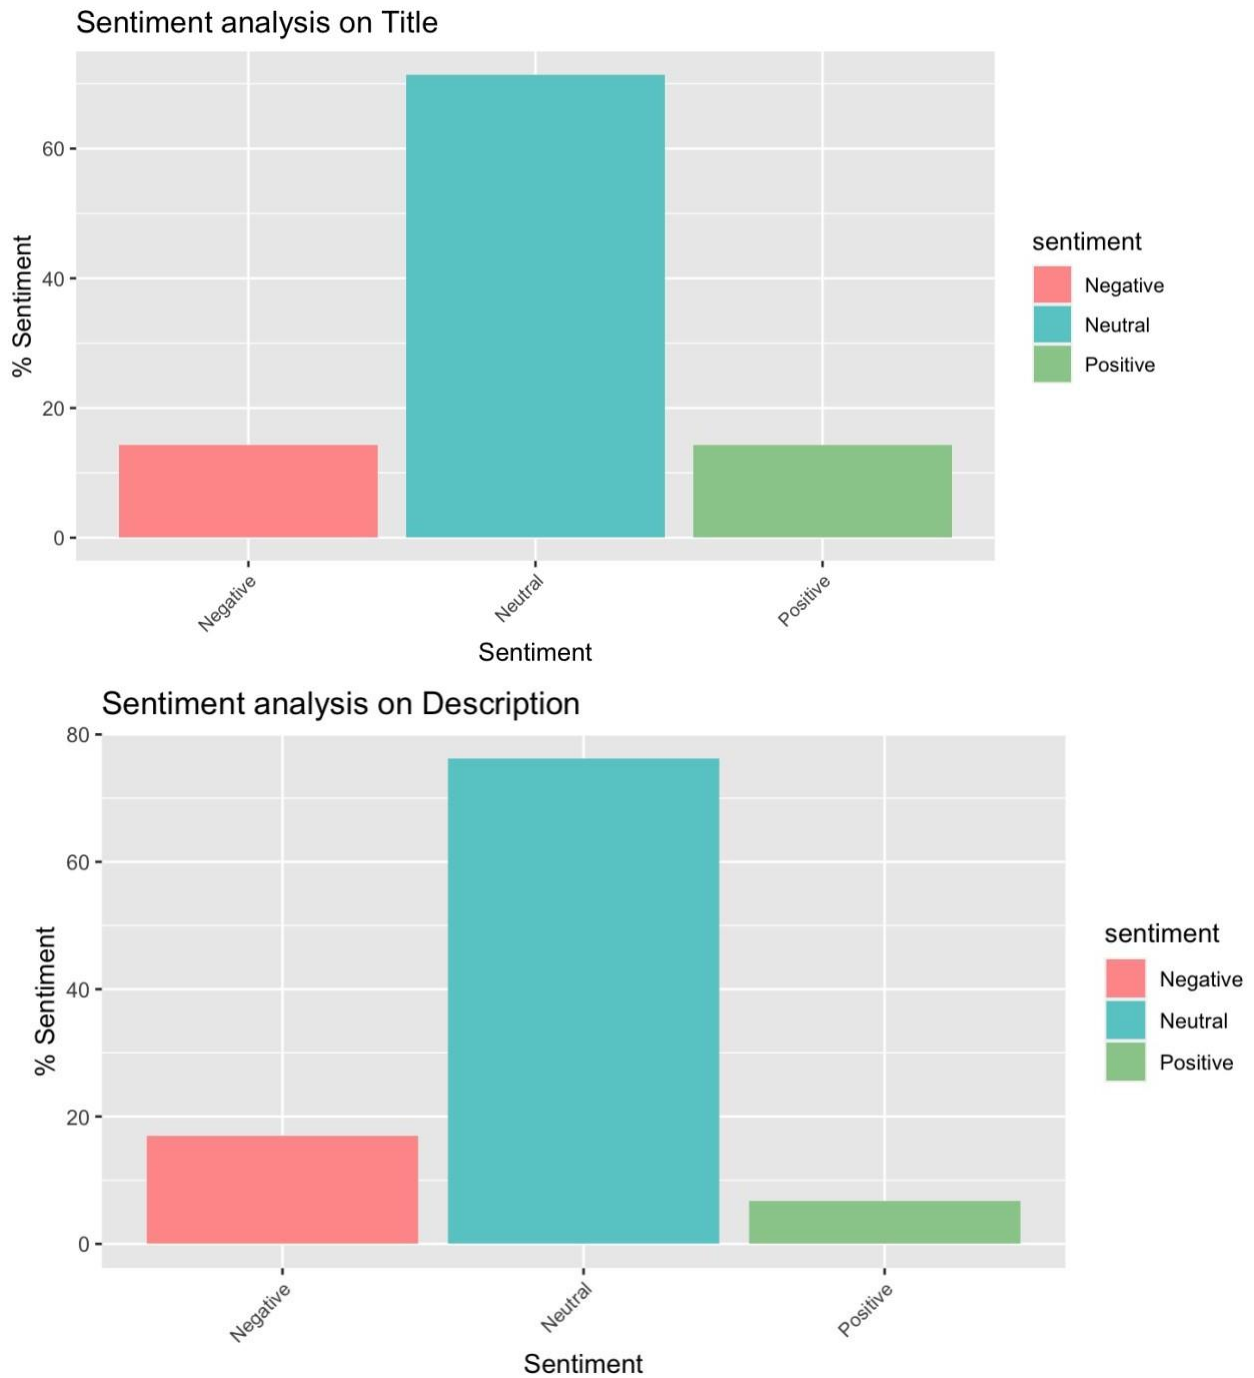 Sentiment analysis on Title
% Sentiment
60
40
20
0
Negative
Neutral
Positive
Sentiment
sentiment
Negative
Neutral
Positive
Sentiment analysis on Description
% Sentiment
80
60
40
20
0
Negative
Neutral
Positive
Sentiment
sentiment
Negative
Neutral
Positive